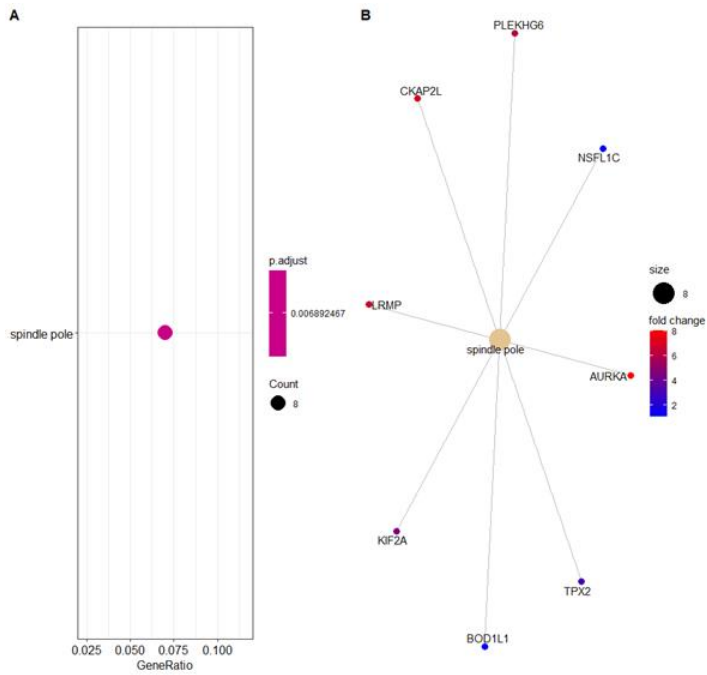 A
spindle pole
0.025 0.050 0.075 0.100
GeneRatio
p.adjust
0.006892467
Count
8
B
PLEKHG6
CKAP2L
NSFL1C
LRMP
spindle pole
AURKA
KIF2A
TPX2
BOD1L1
size
8
fold change
8
6
4
2